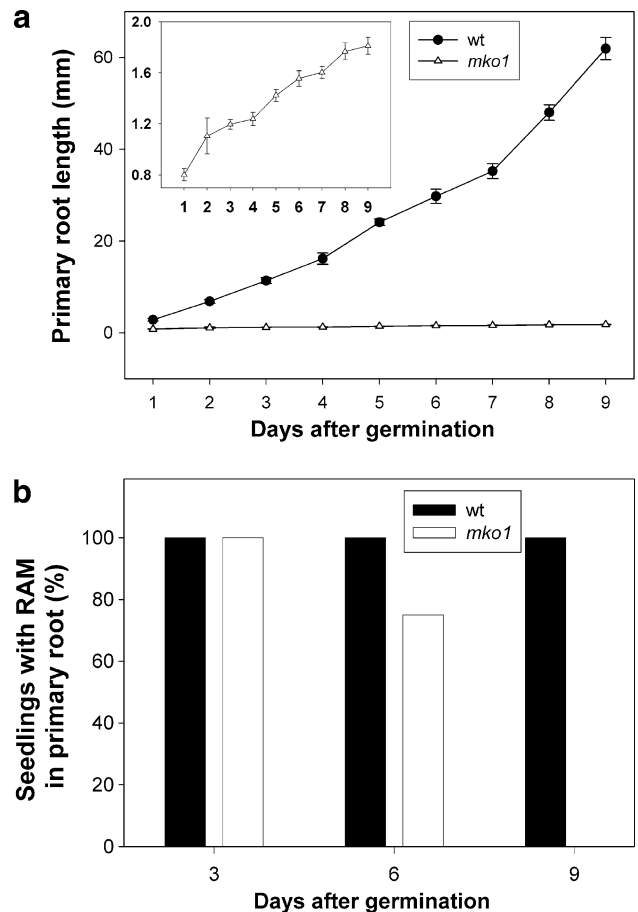 a
Primary root length (mm)
60
40
20
0
2.0
1.6
1.2
0.8
1 2 3 4 5 6 7 8 9
wt
mko1
1 2 3 4 5 6 7 8 9
Days after germination
b
Seedlings with RAM
in primary root (%)
100
80
60
40
20
0
wt
mko1
3 6 9
Days after germination